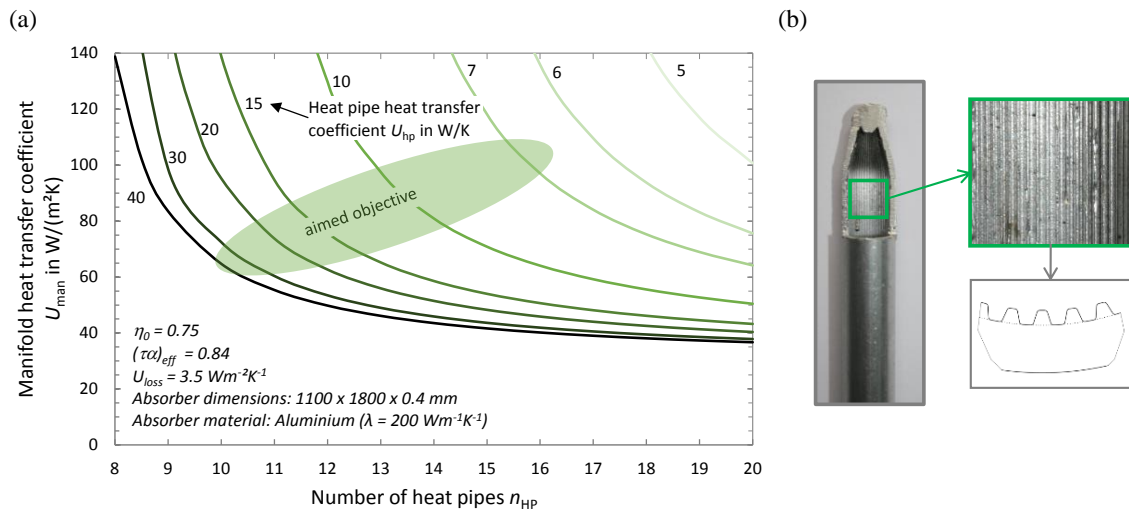 (a)
(b)
Manifold heat transfer coefficient
U_man in W/(m²K)
140
120
100
80
60
40
20
0
15
10
7
6
5
Heat pipe heat transfer
coefficient U_hp in W/K
20
30
40
aimed objective
η₀ = 0.75
(τα)_eff = 0.84
U_loss = 3.5 Wm⁻²K⁻¹
Absorber dimensions: 1100 x 1800 x 0.4 mm
Absorber material: Aluminium (λ = 200 Wm⁻¹K⁻¹)
8 9 10 11 12 13 14 15 16 17 18 19 20
Number of heat pipes n_HP